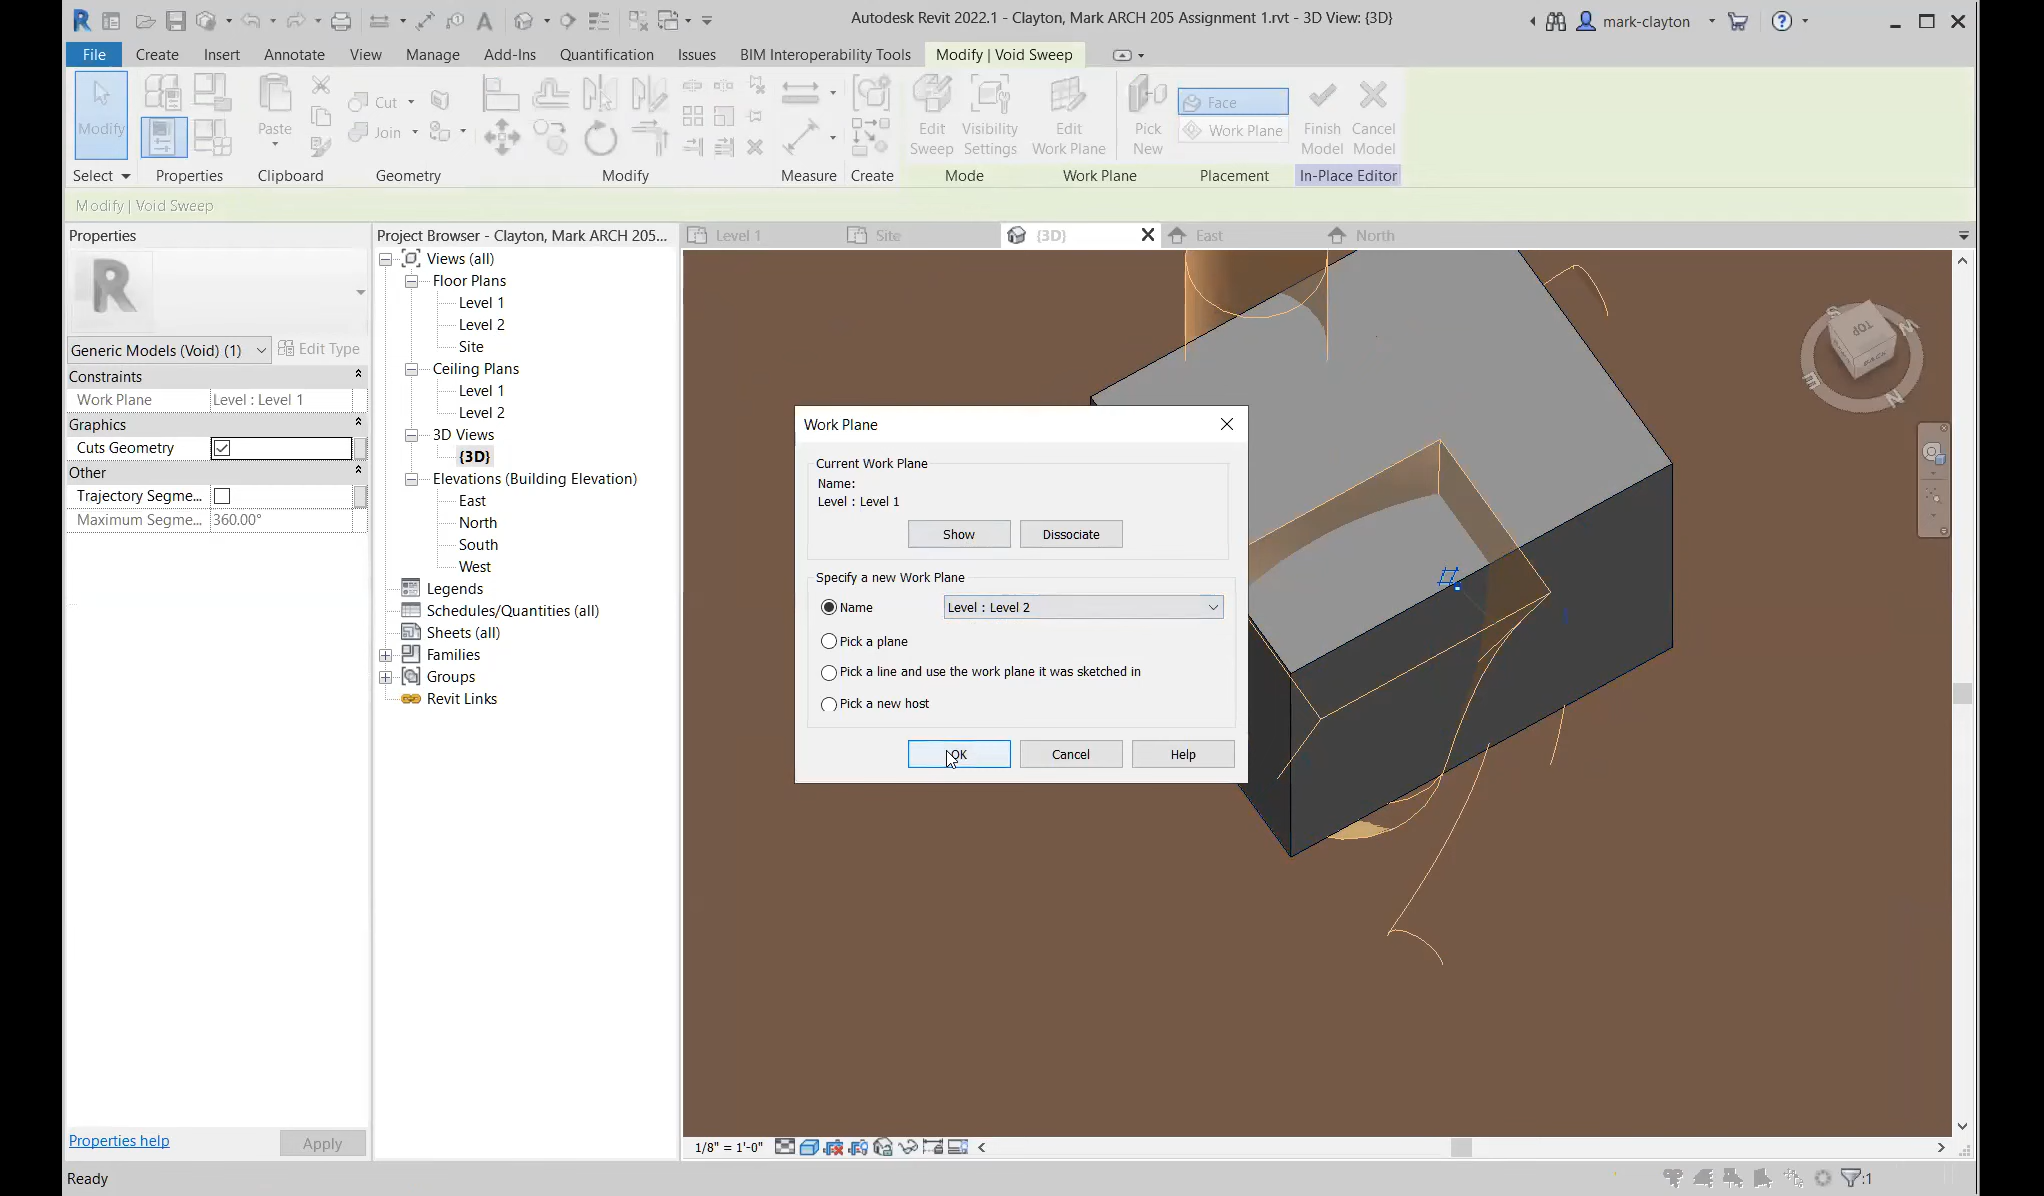 Autodesk Revit 2022.1 - Clayton, Mark ARCH 205 Assignment 1.rvt - 3D View: {3D}
mark-clayton
File Create Insert Annotate View Manage Add-Ins Quantification Issues BIM Interoperability Tools Modify | Void Sweep
Modify
Paste
Cut
Join
Edit Sweep
Visibility Settings
Edit Work Plane
Pick New
Face
Work Plane
Finish Model
Cancel Model
Select Properties Clipboard Geometry Modify Measure Create Mode Work Plane Placement In-Place Editor
Modify | Void Sweep
Properties
R
Generic Models (Void) (1) Edit Type
Constraints
Work Plane Level : Level 1
Graphics
Cuts Geometry
Other
Trajectory Segme...
Maximum Segme... 360.00°
Properties help Apply
Project Browser - Clayton, Mark ARCH 205...
Views (all)
Floor Plans
Level 1
Level 2
Site
Ceiling Plans
Level 1
Level 2
3D Views
{3D}
Elevations (Building Elevation)
East
North
South
West
Legends
Schedules/Quantities (all)
Sheets (all)
Families
Groups
Revit Links
Level 1 Site {3D} East North
Work Plane
Current Work Plane
Name:
Level : Level 1
Show Dissociate
Specify a new Work Plane
Name Level : Level 2
Pick a plane
Pick a line and use the work plane it was sketched in
Pick a new host
OK Cancel Help
TOP
BACK
S
W
E
N
1/8" = 1'-0"
Ready
:1